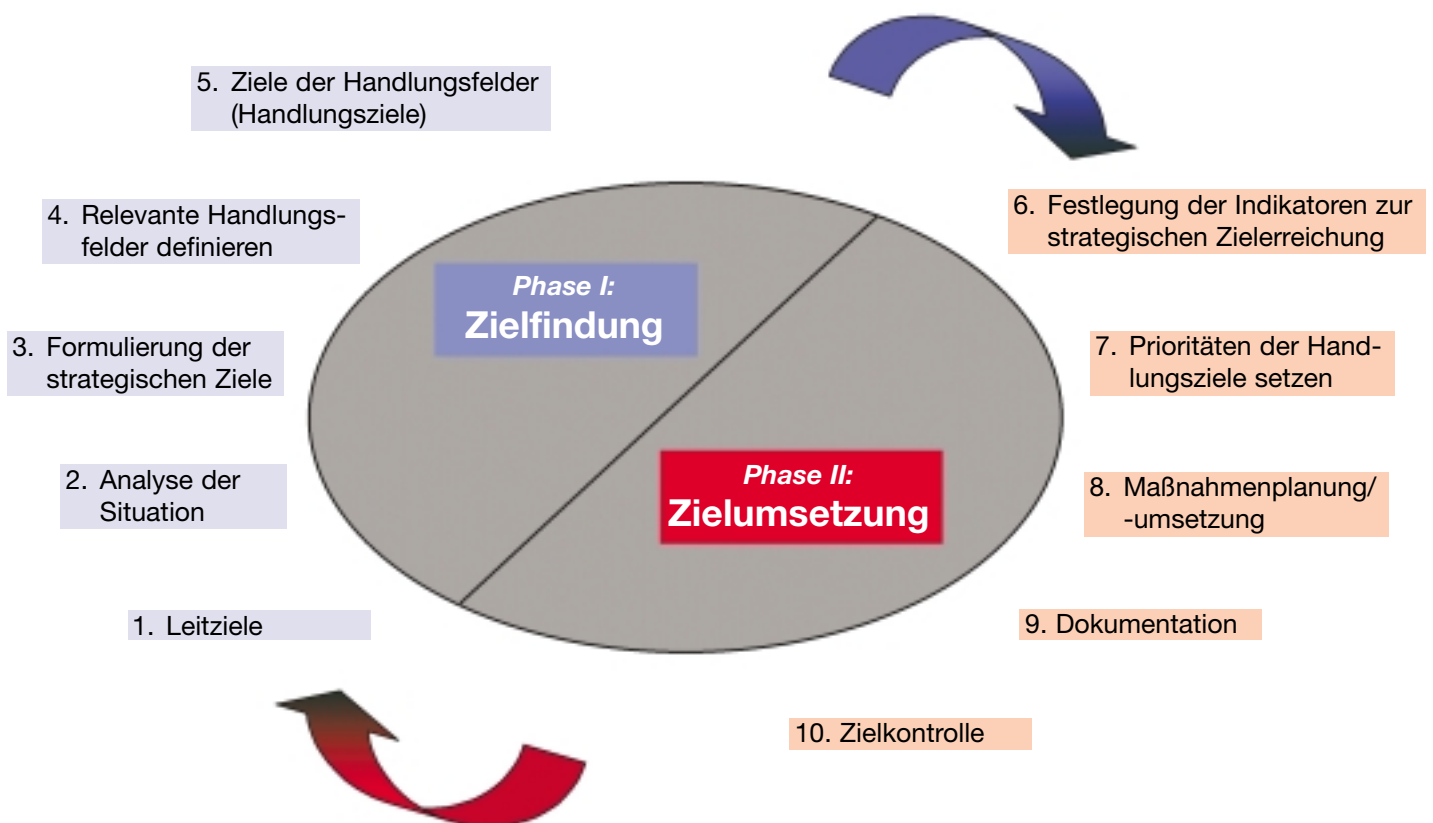 5. Ziele der Handlungsfelder
(Handlungsziele)
4. Relevante Handlungs-
felder definieren
3. Formulierung der
strategischen Ziele
2. Analyse der
Situation
1. Leitziele
Phase I:
Zielfindung
Phase II:
Zielumsetzung
6. Festlegung der Indikatoren zur
strategischen Zielerreichung
7. Prioritäten der Hand-
lungsziele setzen
8. Maßnahmenplanung/
-umsetzung
9. Dokumentation
10. Zielkontrolle